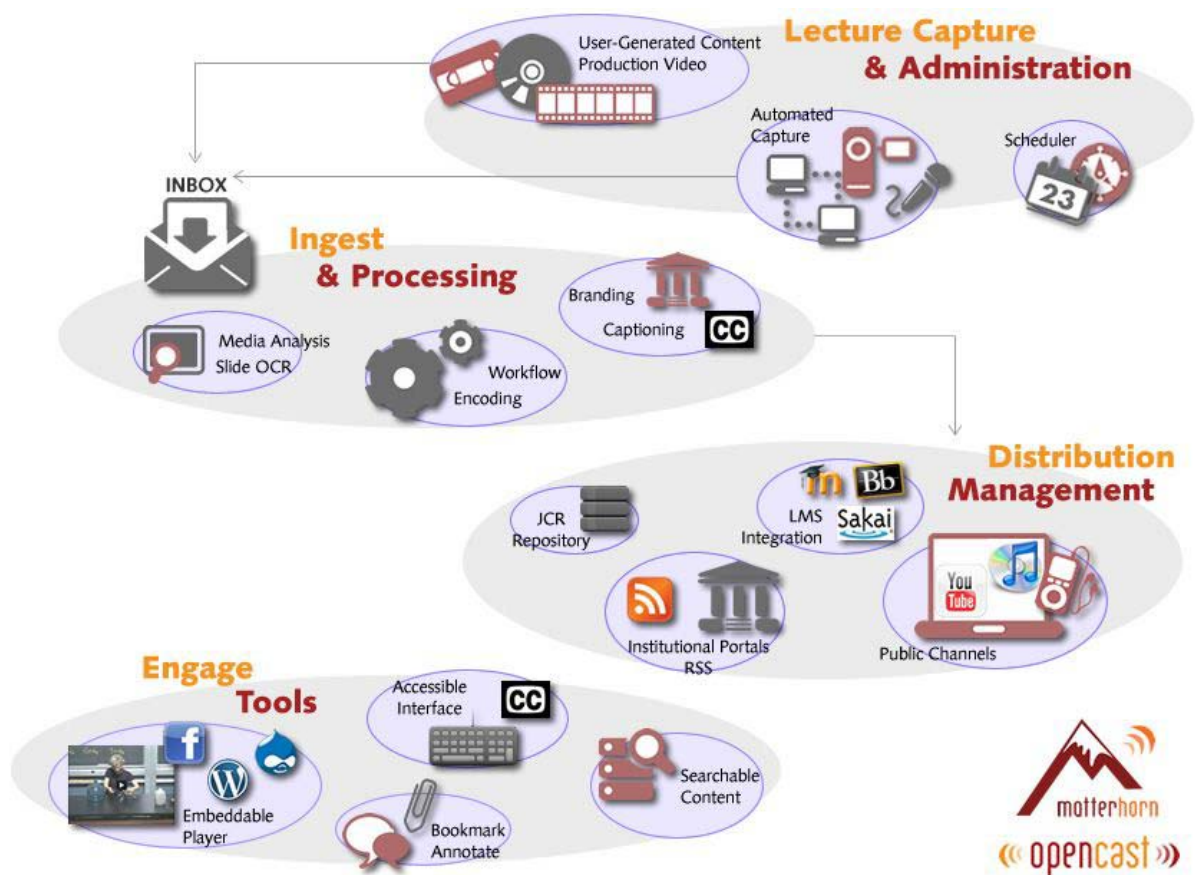 Lecture Capture
& Administration
User-Generated Content
Production Video
Automated
Capture
Scheduler
23
INBOX
Ingest
& Processing
Branding
Captioning
CC
Media Analysis
Slide OCR
Workflow
Encoding
Distribution
Management
JCR
Repository
LMS
Integration
m
Bb
Sakai
Institutional Portals
RSS
You
Tube
Public Channels
Engage
Tools
Accessible
Interface
CC
f
W
Embeddable
Player
Bookmark
Annotate
Searchable
Content
matterhorn
opencast